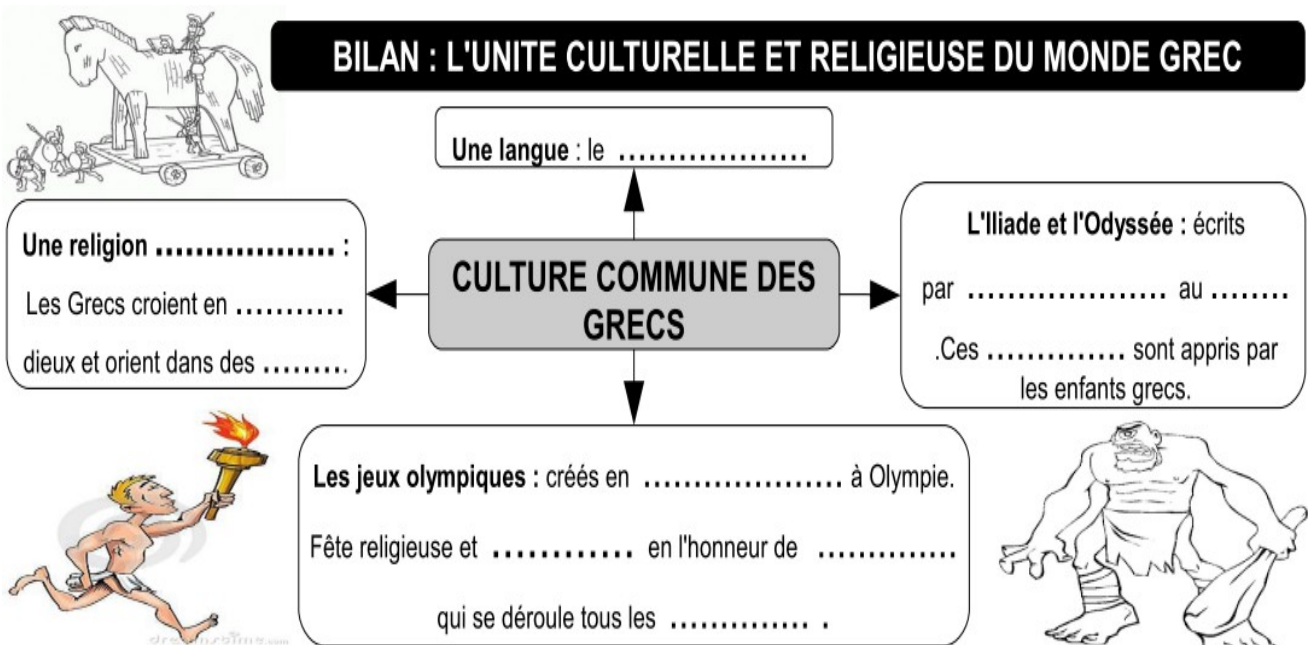 BILAN : L'UNITE CULTURELLE ET RELIGIEUSE DU MONDE GREC
Une langue : le ...................
Une religion .................. :
Les Grecs croient en ...........
dieux et orient dans des .........
CULTURE COMMUNE DES
GRECS
L'Iliade et l'Odyssée : écrits
par .................... au ........
.Ces .............. sont appris par
les enfants grecs.
Les jeux olympiques : créés en .................... à Olympie.
Fête religieuse et .............. en l'honneur de ..............
qui se déroule tous les .............. .
dreamstime.com